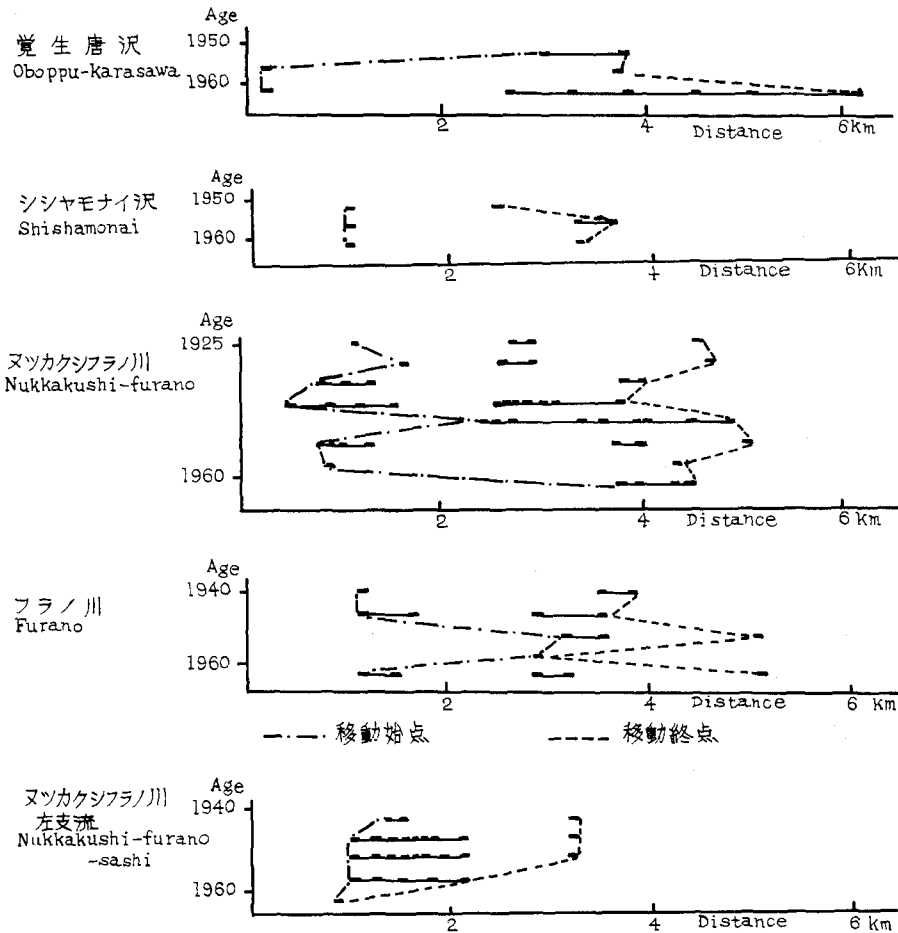 Age
覚生唐沢
Oboppu-karasawa
1950
1960
2
4
Distance
6Km
Age
シシャモナイ沢
Shishamonai
1950
1960
2
4
Distance
6Km
Age
ヌツカクシフラノ川
Nukkakushi-furano
1925
1960
2
4
Distance
6 km
Age
フラノ川
Furano
1940
1960
2
4
Distance
6 km
移動始点
移動終点
Age
ヌツカクシフラノ川
左支流
Nukkakushi-furano
-sashi
1940
1960
2
4
Distance
6 km